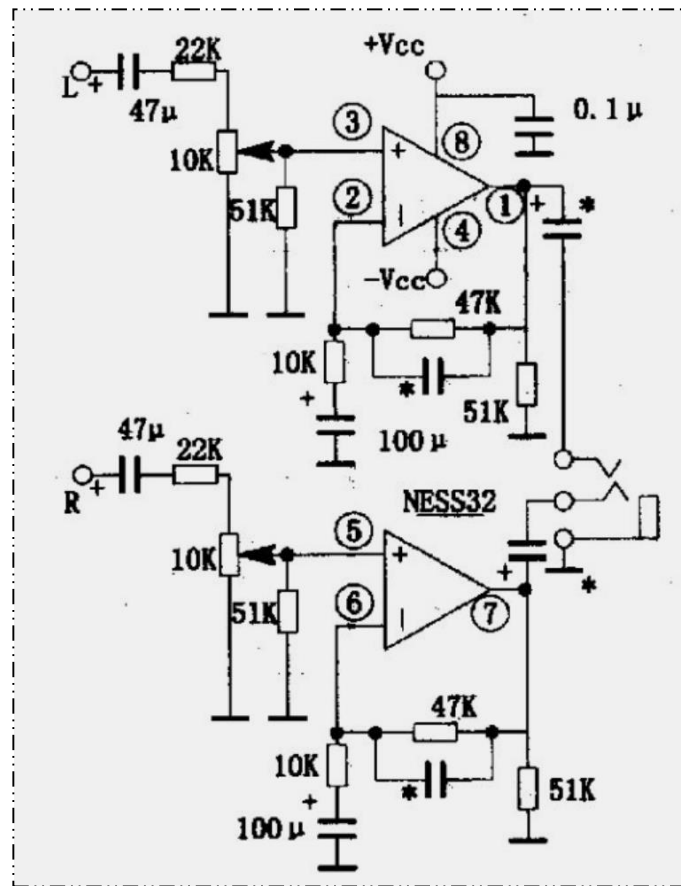 22K
+Vcc
L
+
47μ
0.1μ
③
⑧
10K
+
51K
②
①
+
*
④
−Vcc
47K
10K
+
*
51K
100μ
47μ
22K
R
+
NESS32
⑤
10K
+
+
*
51K
⑥
⑦
47K
10K
+
*
51K
100μ